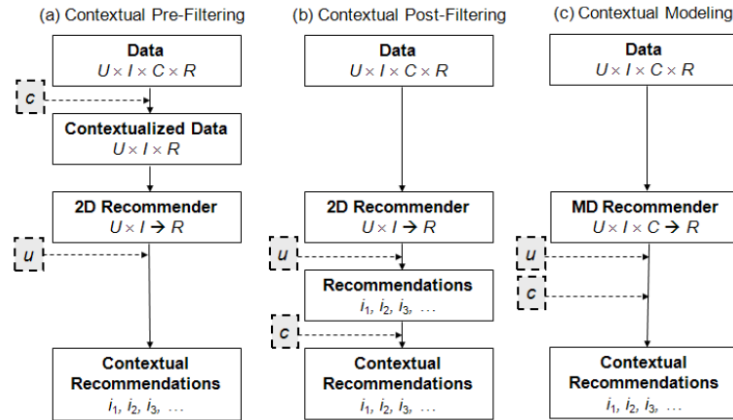 (a) Contextual Pre-Filtering
Data
U × I × C × R
c
Contextualized Data
U × I × R
2D Recommender
U × I → R
u
Contextual
Recommendations
i1, i2, i3, …
(b) Contextual Post-Filtering
Data
U × I × C × R
2D Recommender
U × I → R
u
Recommendations
i1, i2, i3, …
c
Contextual
Recommendations
i1, i2, i3, …
(c) Contextual Modeling
Data
U × I × C × R
MD Recommender
U × I × C → R
u
c
Contextual
Recommendations
i1, i2, i3, …